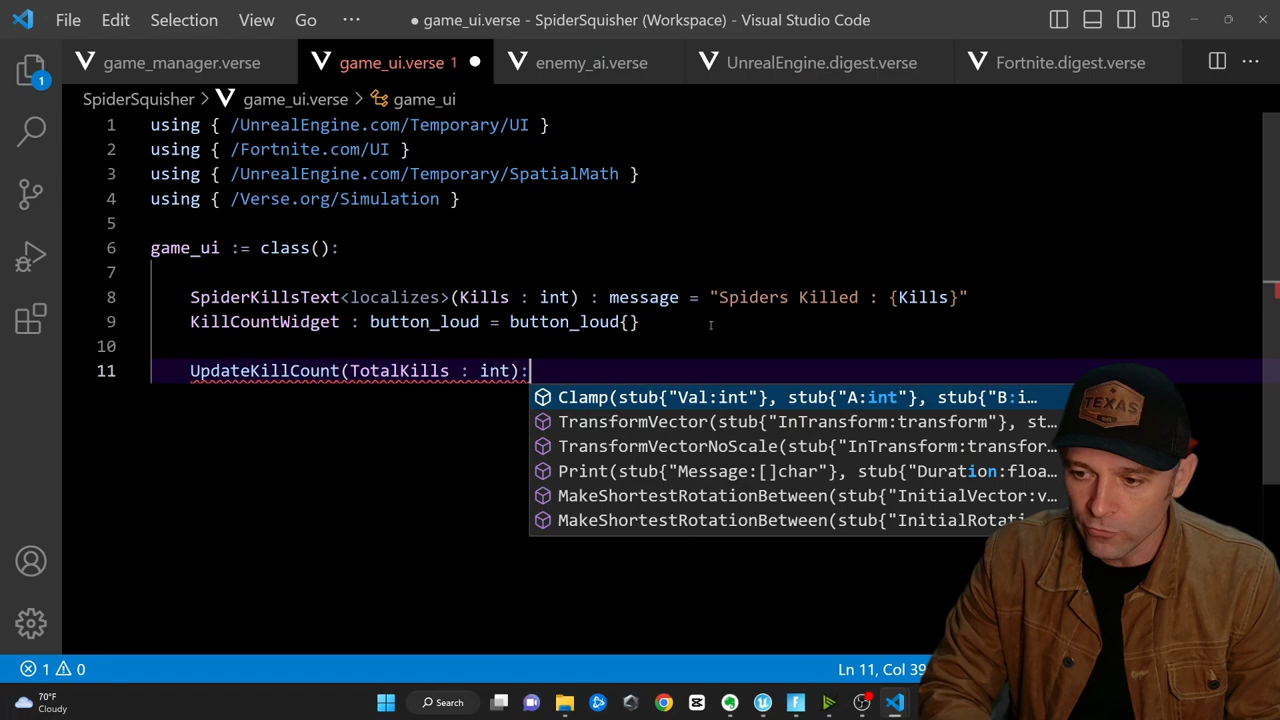 File Edit Selection View Go ··· ● game_ui.verse - SpiderSquisher (Workspace) - Visual Studio Code
game_manager.verse game_ui.verse 1 ● enemy_ai.verse UnrealEngine.digest.verse Fortnite.digest.verse
SpiderSquisher > game_ui.verse > game_ui
1 using { /UnrealEngine.com/Temporary/UI }
2 using { /Fortnite.com/UI }
3 using { /UnrealEngine.com/Temporary/SpatialMath }
4 using { /Verse.org/Simulation }
5
6 game_ui := class():
7
8 SpiderKillsText<localizes>(Kills : int) : message = "Spiders Killed : {Kills}"
9 KillCountWidget : button_loud = button_loud{}
10
11 UpdateKillCount(TotalKills : int):
Clamp(stub{"Val:int"}, stub{"A:int"}, stub{"B:i…
TransformVector(stub{"InTransform:transform"}, st…
TransformVectorNoScale(stub{"InTransform:transfor…
Print(stub{"Message:[]char"}, stub{"Duration:floa…
MakeShortestRotationBetween(stub{"InitialVector:v…
MakeShortestRotationBetween(stub{"InitialRotati
TEXAS
1
1 0 Ln 11, Col 39
70°F
Cloudy
Search